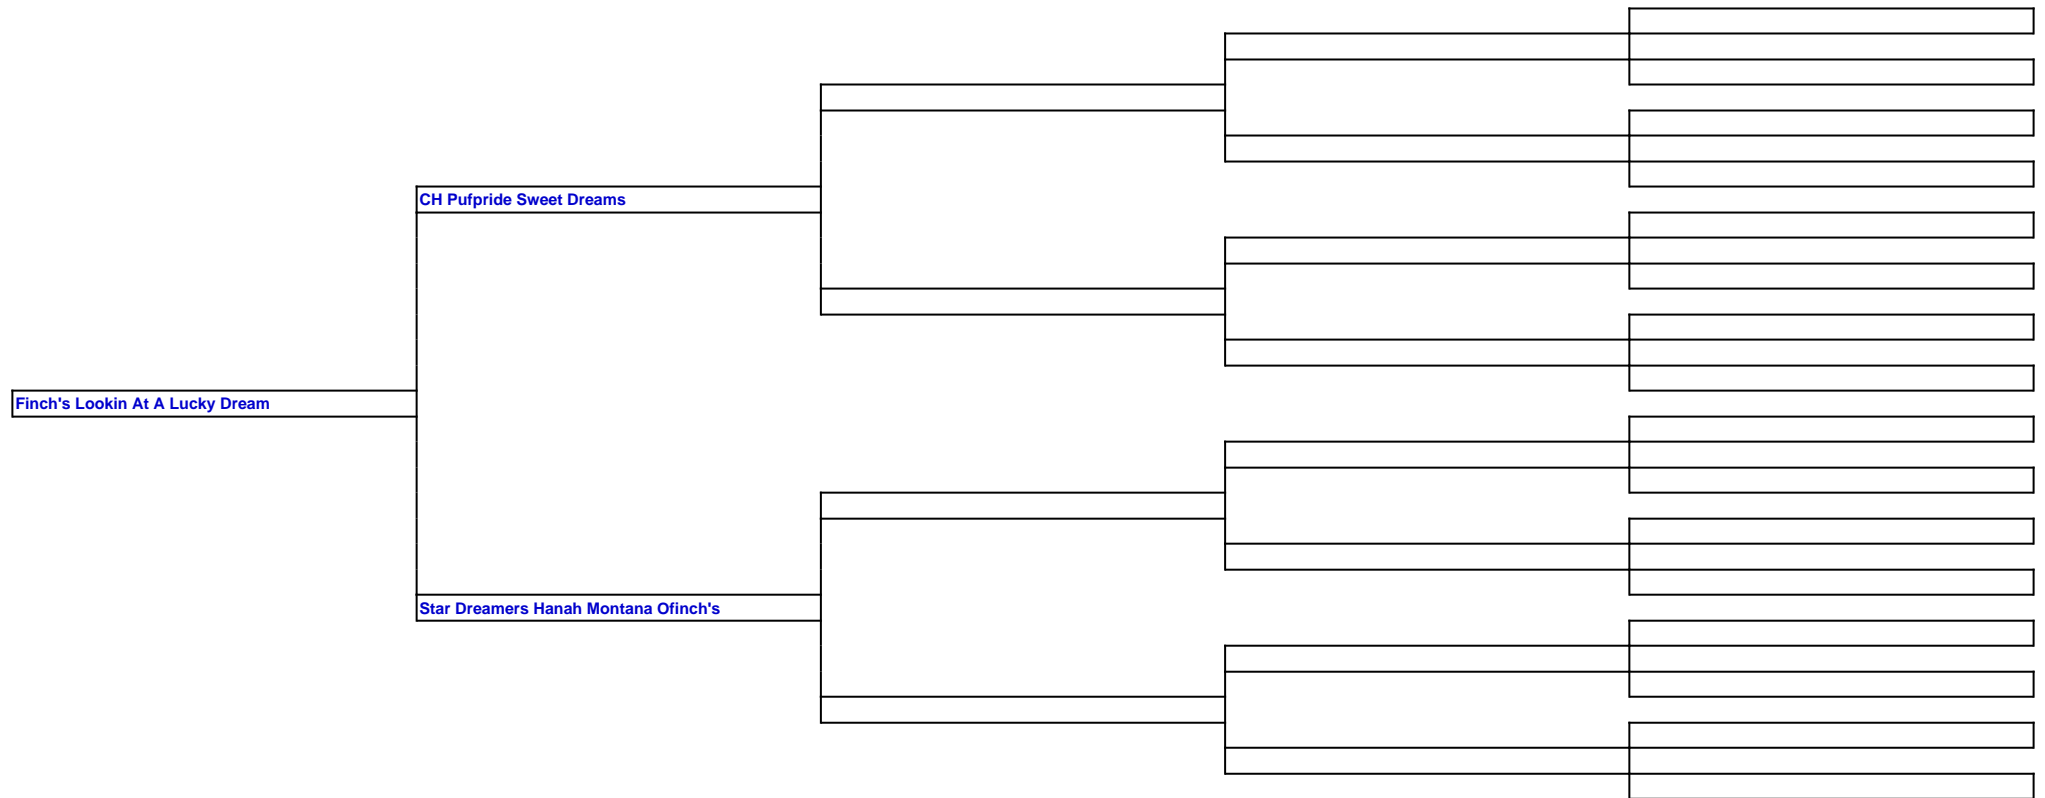 CH Pufpride Sweet Dreams
Finch's Lookin At A Lucky Dream
Star Dreamers Hanah Montana Ofinch's